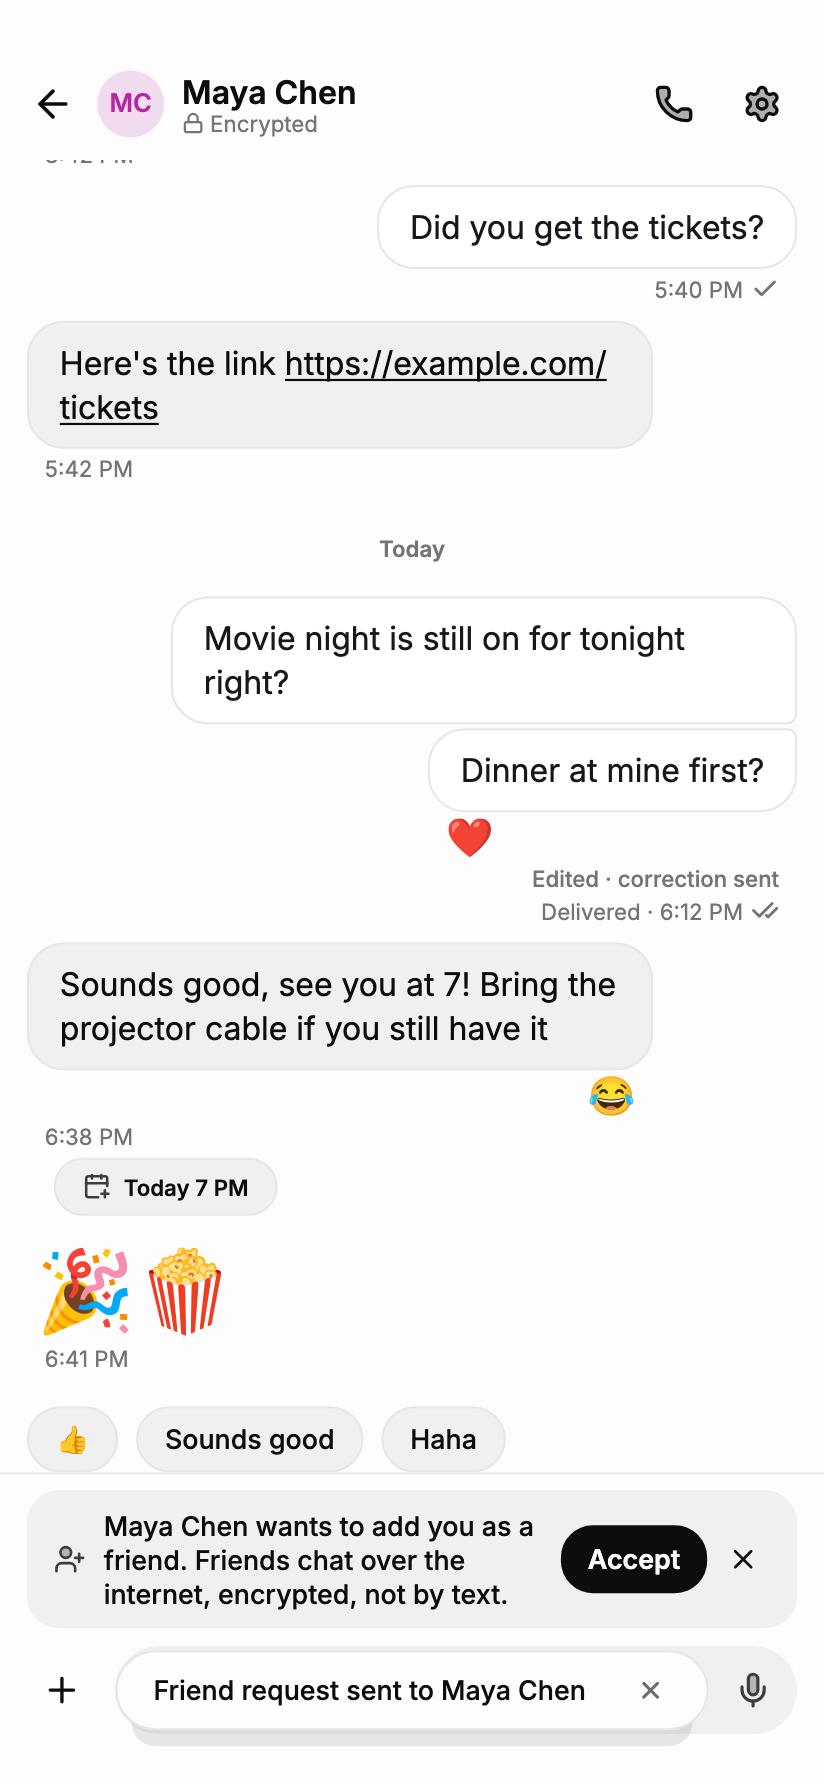 MC
Maya Chen
Encrypted
Did you get the tickets?
5:40 PM
Here's the link https://example.com/
tickets
5:42 PM
Today
Movie night is still on for tonight
right?
Dinner at mine first?
Edited · correction sent
Delivered · 6:12 PM
Sounds good, see you at 7! Bring the
projector cable if you still have it
6:38 PM
Today 7 PM
6:41 PM
Sounds good
Haha
Maya Chen wants to add you as a
friend. Friends chat over the
internet, encrypted, not by text.
Accept
Friend request sent to Maya Chen